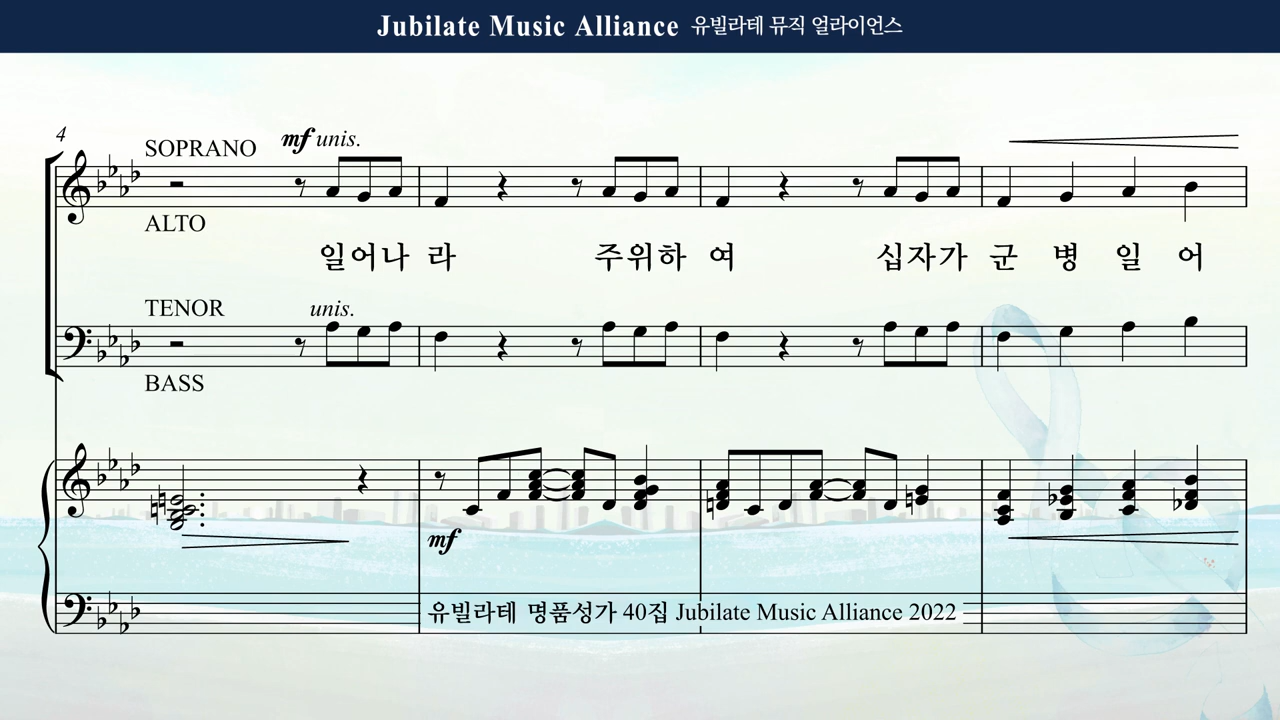 Jubilate Music Alliance 유빌라테 뮤직 얼라이언스
4
SOPRANO mf unis.
ALTO
일어나 라 주위하 여 십자가 군 병 일 어
TENOR unis.
BASS
mf
유빌라테 명품성가 40집 Jubilate Music Alliance 2022